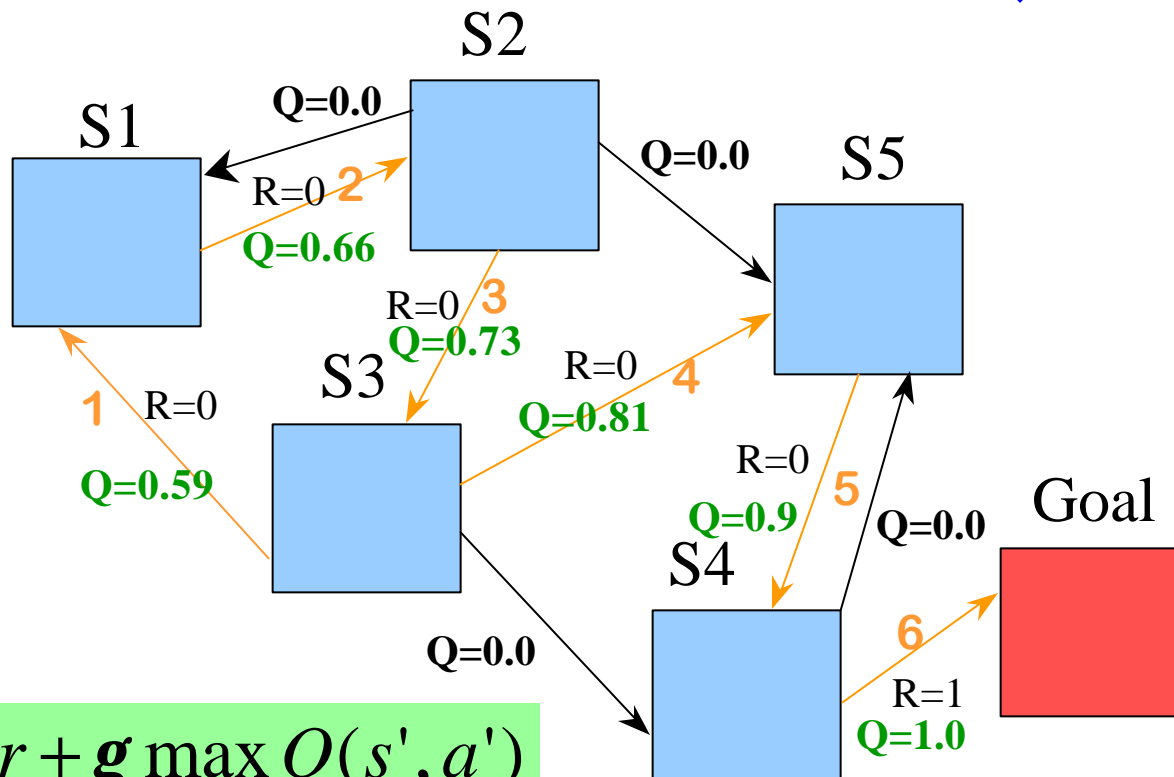 S2
Q=0.0
S1
Q=0.0
S5
R=0 2
Q=0.66
R=0 3
Q=0.73
R=0
4
S3
1 R=0
Q=0.81
R=0
5
Q=0.59
Q=0.9
Q=0.0
Goal
S4
6
Q=0.0
R=1
Q=1.0
r + g max Q(s', a')